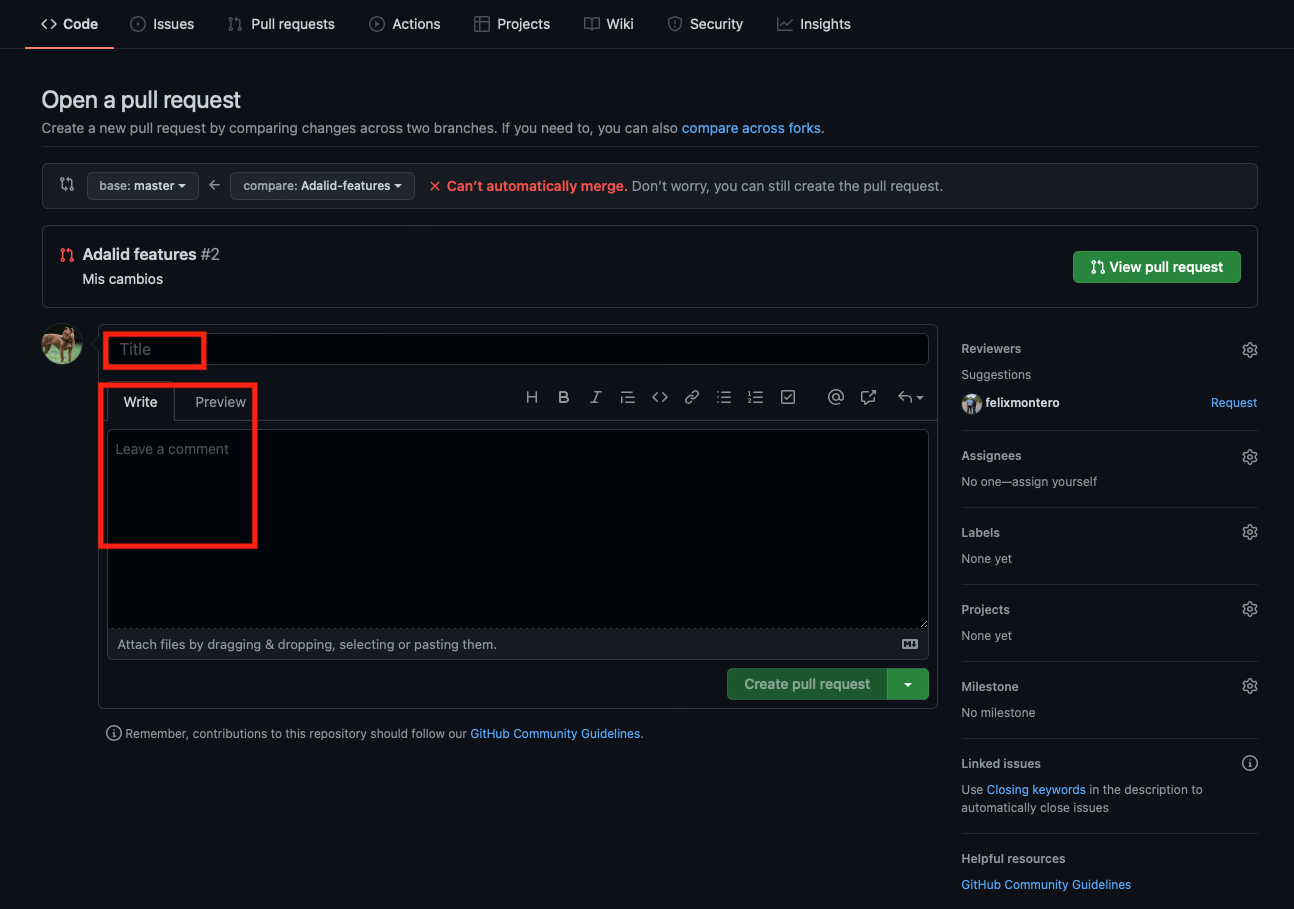 Code Issues Pull requests Actions Projects Wiki Security Insights
Open a pull request
Create a new pull request by comparing changes across two branches. If you need to, you can also compare across forks.
base: master compare: Adalid-features Can’t automatically merge. Don’t worry, you can still create the pull request.
Adalid features #2
Mis cambios
View pull request
Title
Write Preview
Leave a comment
Attach files by dragging & dropping, selecting or pasting them.
Create pull request
Remember, contributions to this repository should follow our GitHub Community Guidelines.
Reviewers
Suggestions
felixmontero Request
Assignees
No one—assign yourself
Labels
None yet
Projects
None yet
Milestone
No milestone
Linked issues
Use Closing keywords in the description to
automatically close issues
Helpful resources
GitHub Community Guidelines